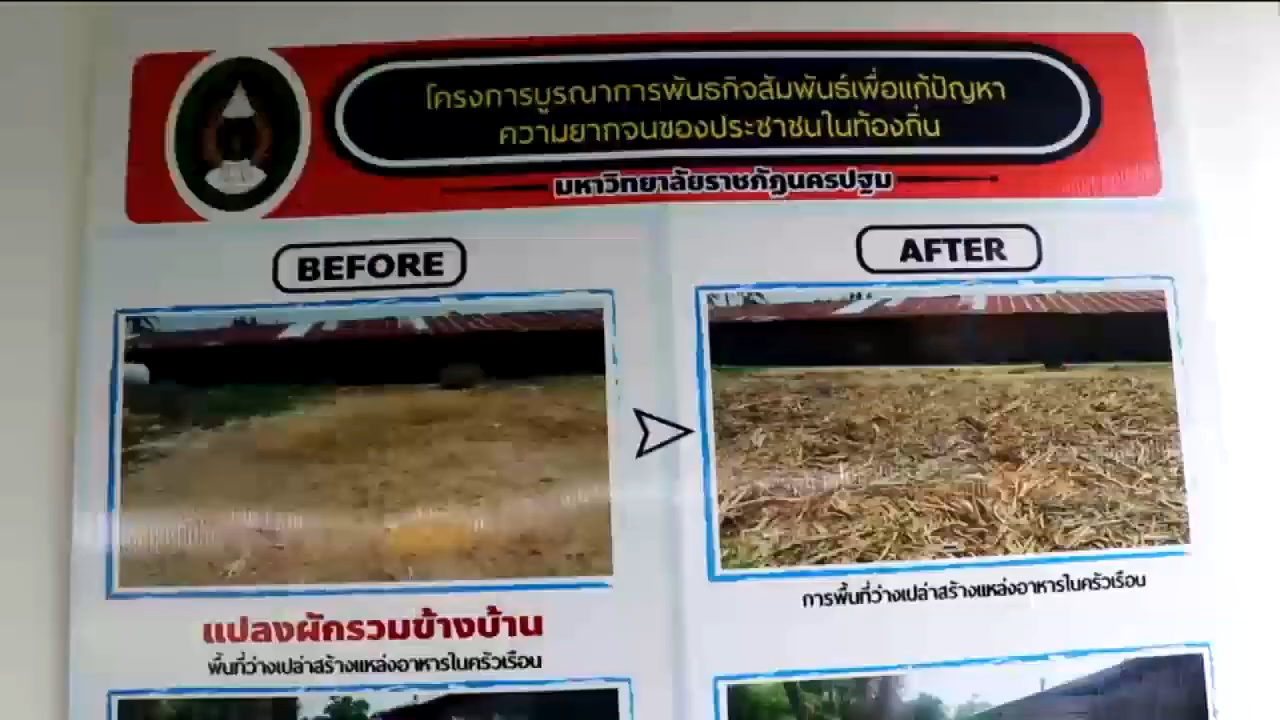 โครงการบูรณาการพันธกิจสัมพันธ์เพื่อแก้ปัญหา
ความยากจนของประชาชนในท้องถิ่น
มหาวิทยาลัยราชภัฏนครปฐม
BEFORE
AFTER
การพื้นที่ว่างเปล่าสร้างแหล่งอาหารในครัวเรือน
แปลงผักรวมข้างบ้าน
พื้นที่ว่างเปล่าสร้างแหล่งอาหารในครัวเรือน